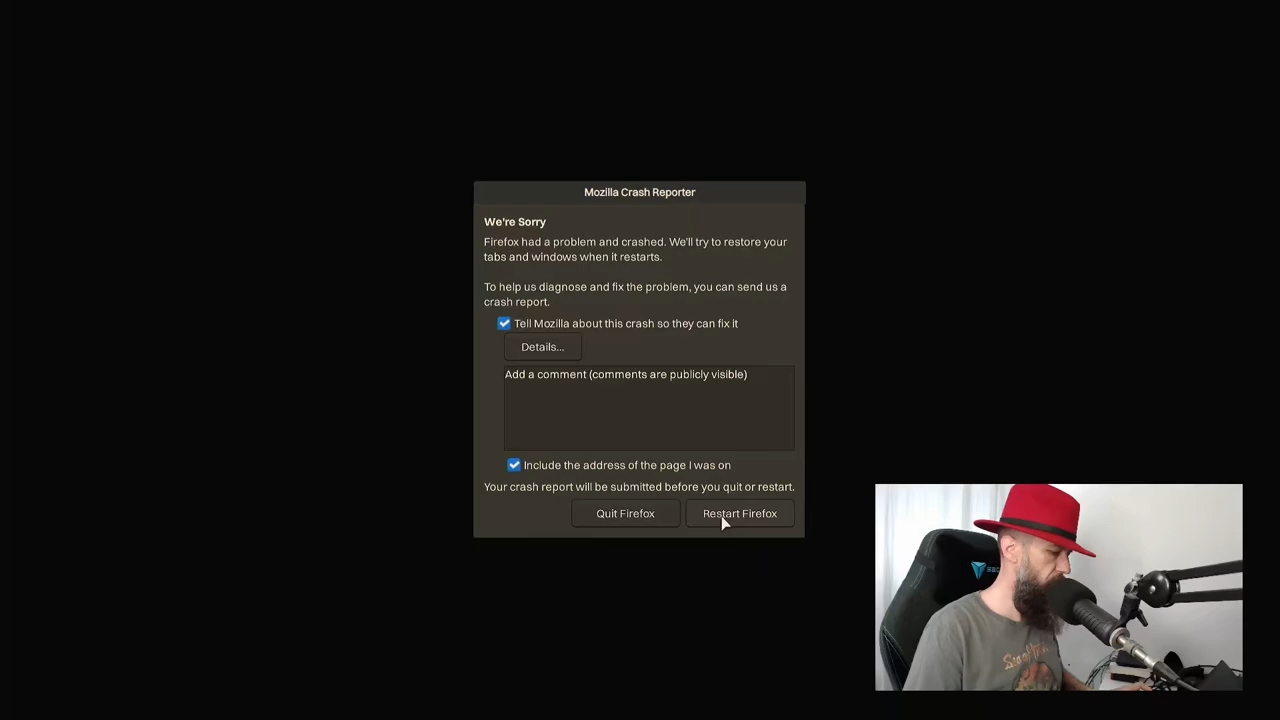 Mozilla Crash Reporter
We're Sorry
Firefox had a problem and crashed. We'll try to restore your
tabs and windows when it restarts.
To help us diagnose and fix the problem, you can send us a
crash report.
Tell Mozilla about this crash so they can fix it
Details...
Add a comment (comments are publicly visible)
Include the address of the page I was on
Your crash report will be submitted before you quit or restart.
Quit Firefox
Restart Firefox